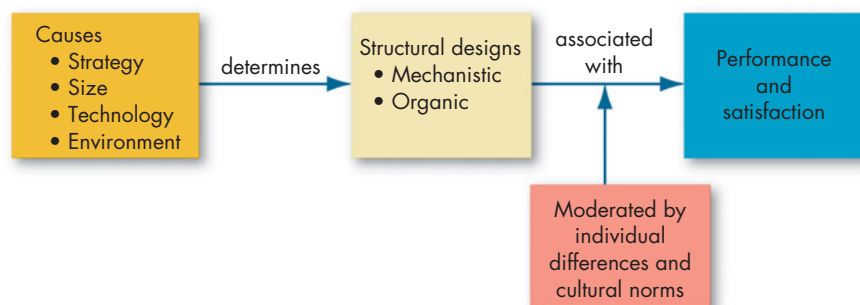 Causes
• Strategy
• Size
• Technology
• Environment
determines
Structural designs
• Mechanistic
• Organic
associated
with
Performance
and
satisfaction
Moderated by
individual
differences and
cultural norms